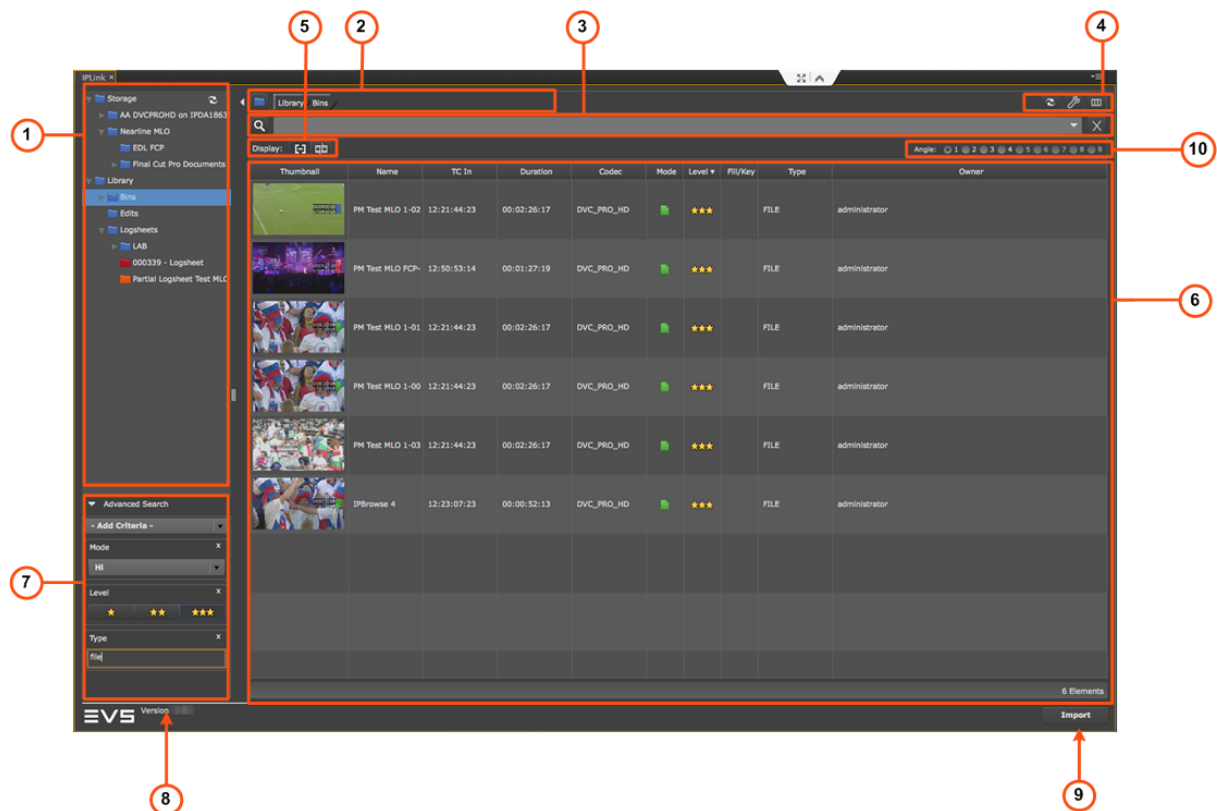 5
2
3
4
IPLink ×
Storage
AA DVCPROHD on IPDA1863
Nearline MLO
EDL FCP
Final Cut Pro Documents
Library
Bins
Edits
Logsheets
LAB
000339 - Logsheet
Partial Logsheet Test MLO
1
Library Bins
Display:
Angle: 1 2 3 4 5 6 7 8 9
10
Thumbnail Name TC In Duration Codec Mode Level Fill/Key Type Owner
PM Test MLO 1-02 12:21:44:23 00:02:26:17 DVC_PRO_HD FILE administrator
PM Test MLO FCP- 12:50:53:14 00:01:27:19 DVC_PRO_HD FILE administrator
PM Test MLO 1-01 12:21:44:23 00:02:26:17 DVC_PRO_HD FILE administrator
PM Test MLO 1-00 12:21:44:23 00:02:26:17 DVC_PRO_HD FILE administrator
PM Test MLO 1-03 12:21:44:23 00:02:26:17 DVC_PRO_HD FILE administrator
IPBrowse 4 12:23:07:23 00:00:52:13 DVC_PRO_HD FILE administrator
6
Advanced Search
- Add Criteria -
Mode x
Hi
Level x
Type x
file
7
6 Elements
EVS Version
Import
8
9